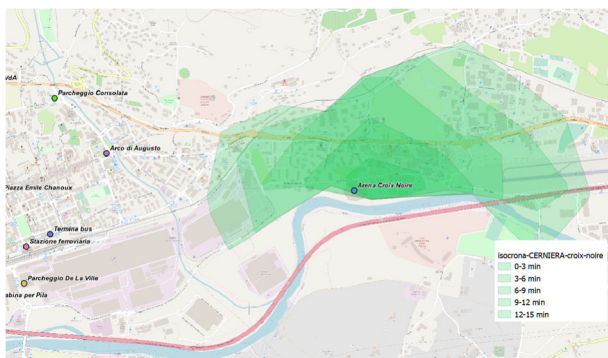 VdA
Parcheggio Consolata
Arco di Augusto
Piazza Emile Chanoux
Arena Croix Noire
Termina bus
Stazione ferroviaria
Parcheggio De La Ville
abina per Pila
isocrona-CERNIERA-croix-noire
0-3 min
3-6 min
6-9 min
9-12 min
12-15 min